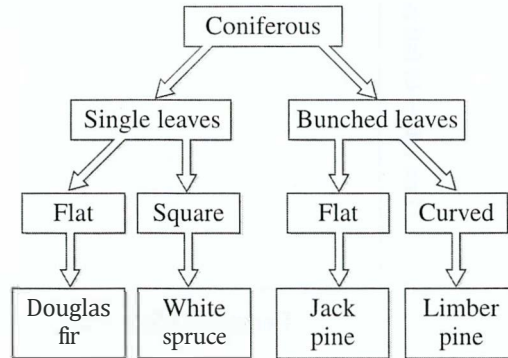 Coniferous
Single leaves
Bunched leaves
Flat
Square
Flat
Curved
Douglas
fir
White
spruce
Jack
pine
Limber
pine